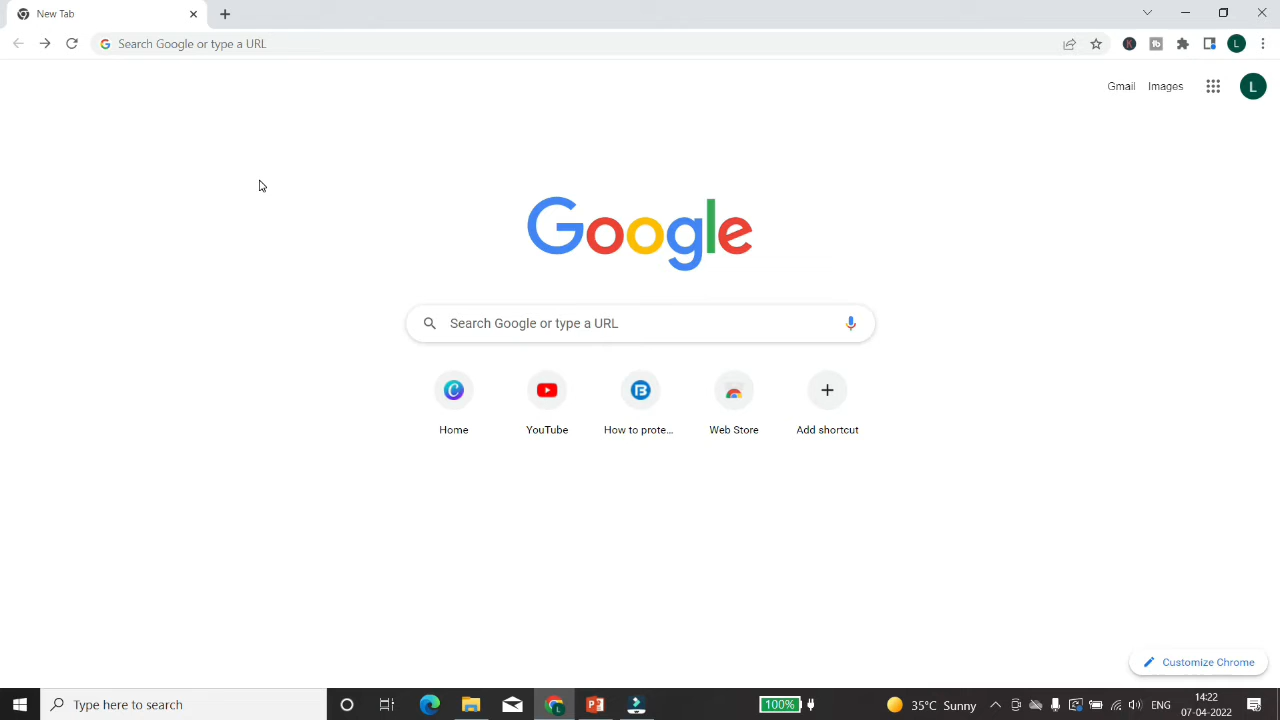 New Tab
Search Google or type a URL
K
fb
L
Gmail
Images
L
Google
Search Google or type a URL
Home
YouTube
How to prote...
Web Store
Add shortcut
Customize Chrome
Type here to search
100%
35°C Sunny
ENG
14:22
07-04-2022